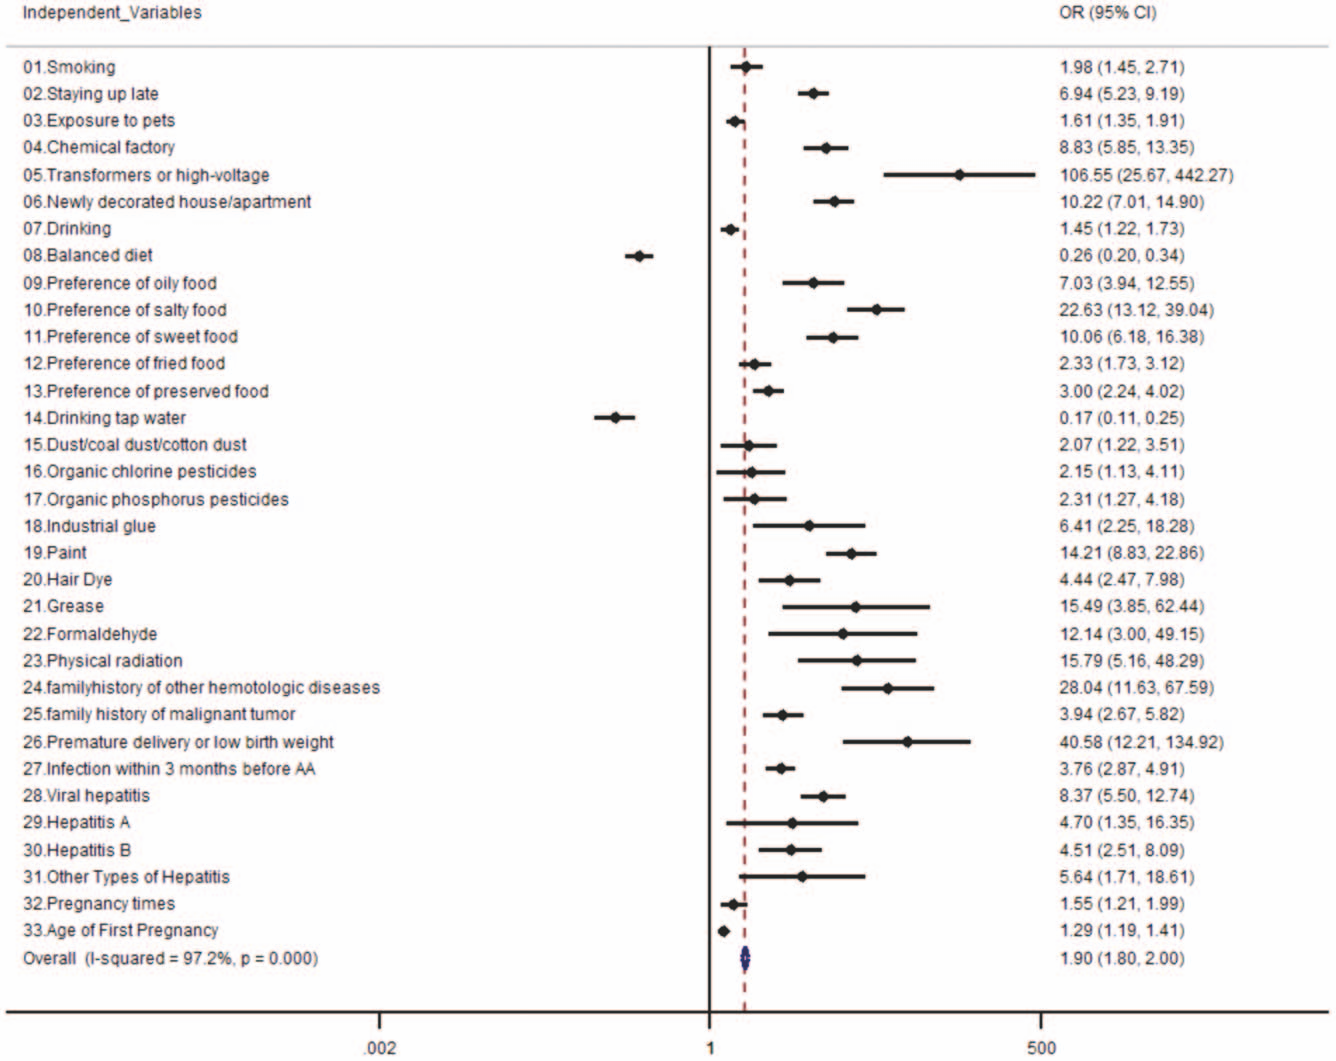 Independent_Variables OR (95% CI)
01.Smoking 1.98 (1.45, 2.71)
02.Staying up late 6.94 (5.23, 9.19)
03.Exposure to pets 1.61 (1.35, 1.91)
04.Chemical factory 8.83 (5.85, 13.35)
05.Transformers or high-voltage 106.55 (25.67, 442.27)
06.Newly decorated house/apartment 10.22 (7.01, 14.90)
07.Drinking 1.45 (1.22, 1.73)
08.Balanced diet 0.26 (0.20, 0.34)
09.Preference of oily food 7.03 (3.94, 12.55)
10.Preference of salty food 22.63 (13.12, 39.04)
11.Preference of sweet food 10.06 (6.18, 16.38)
12.Preference of fried food 2.33 (1.73, 3.12)
13.Preference of preserved food 3.00 (2.24, 4.02)
14.Drinking tap water 0.17 (0.11, 0.25)
15.Dust/coal dust/cotton dust 2.07 (1.22, 3.51)
16.Organic chlorine pesticides 2.15 (1.13, 4.11)
17.Organic phosphorus pesticides 2.31 (1.27, 4.18)
18.Industrial glue 6.41 (2.25, 18.28)
19.Paint 14.21 (8.83, 22.86)
20.Hair Dye 4.44 (2.47, 7.98)
21.Grease 15.49 (3.85, 62.44)
22.Formaldehyde 12.14 (3.00, 49.15)
23.Physical radiation 15.79 (5.16, 48.29)
24.familyhistory of other hemotologic diseases 28.04 (11.63, 67.59)
25.family history of malignant tumor 3.94 (2.67, 5.82)
26.Premature delivery or low birth weight 40.58 (12.21, 134.92)
27.Infection within 3 months before AA 3.76 (2.87, 4.91)
28.Viral hepatitis 8.37 (5.50, 12.74)
29.Hepatitis A 4.70 (1.35, 16.35)
30.Hepatitis B 4.51 (2.51, 8.09)
31.Other Types of Hepatitis 5.64 (1.71, 18.61)
32.Pregnancy times 1.55 (1.21, 1.99)
33.Age of First Pregnancy 1.29 (1.19, 1.41)
Overall (I-squared = 97.2%, p = 0.000) 1.90 (1.80, 2.00)
.002 1 500